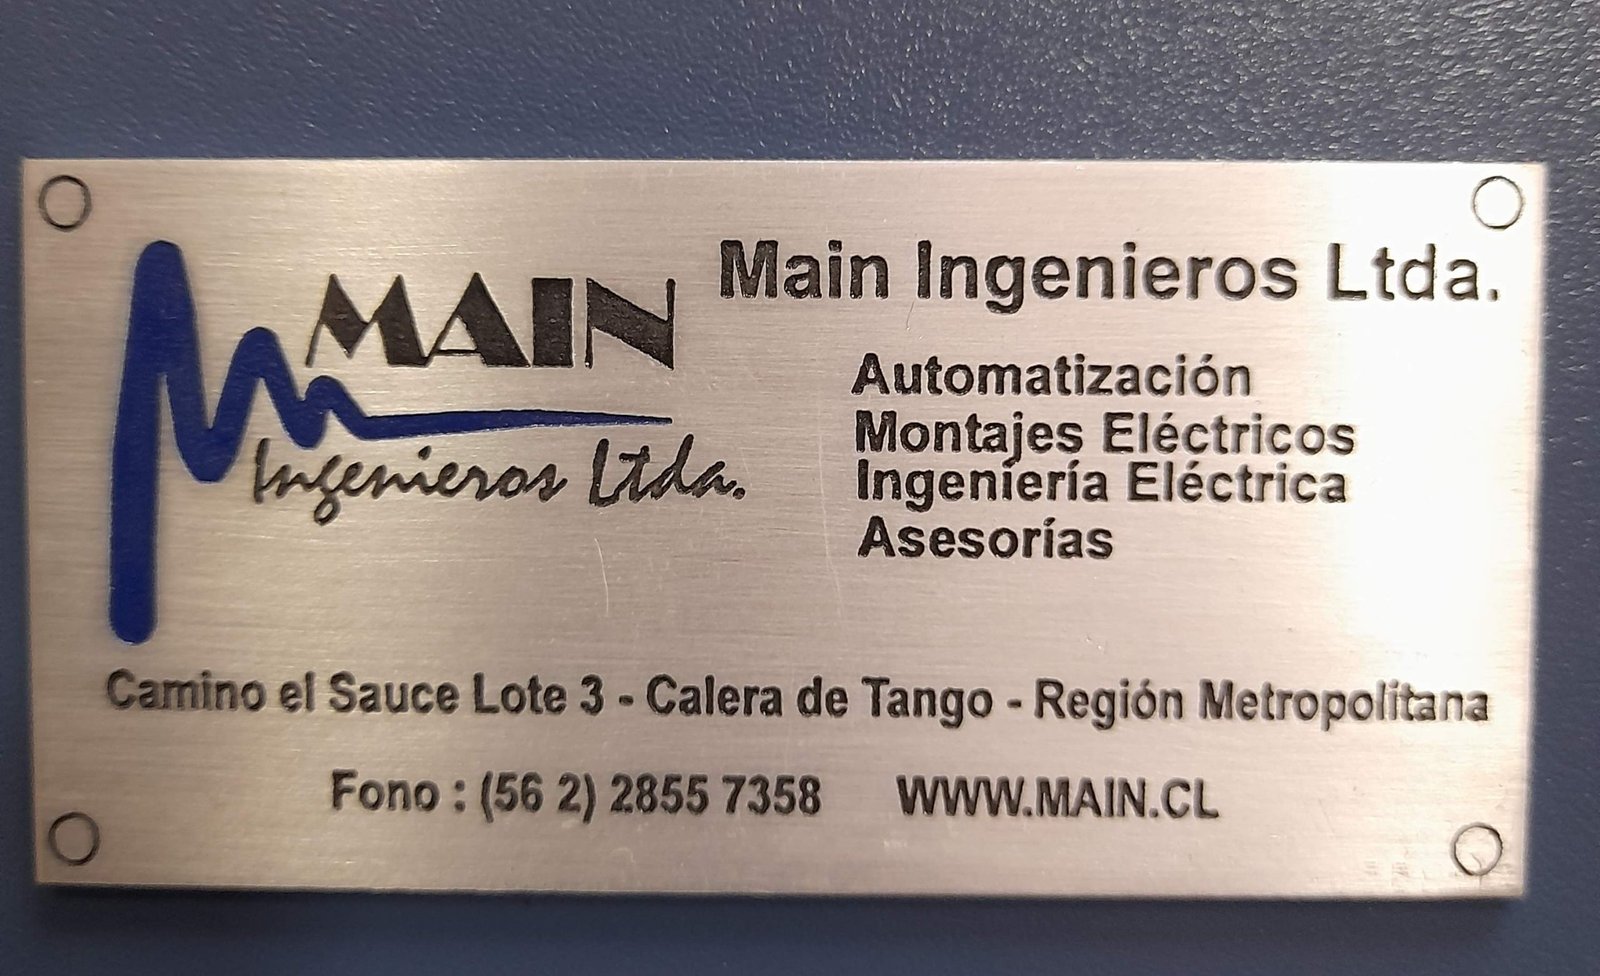 MAIN
Ingenieros Ltda.
Main Ingenieros Ltda.
Automatización
Montajes Eléctricos
Ingeniería Eléctrica
Asesorías
Camino el Sauce Lote 3 - Calera de Tango - Región Metropolitana
Fono : (56 2) 2855 7358 WWW.MAIN.CL